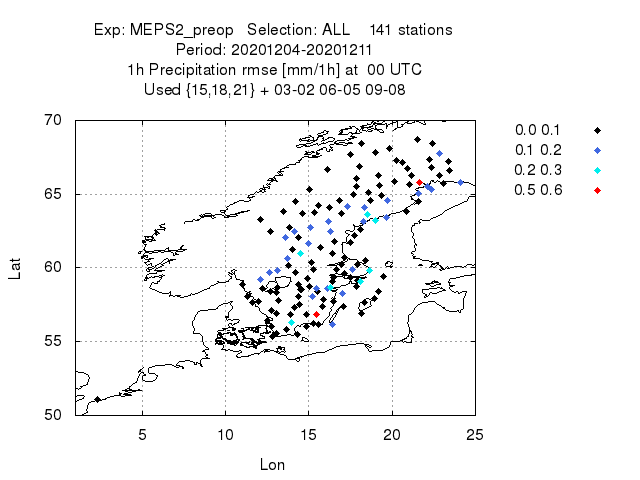 Exp: MEPS2_preop Selection: ALL 141 stations
Period: 20201204-20201211
1h Precipitation rmse [mm/1h] at 00 UTC
Used {15,18,21} + 03-02 06-05 09-08
70
65
60
55
50
Lat
5 10 15 20 25
Lon
0.0 0.1
0.1 0.2
0.2 0.3
0.5 0.6